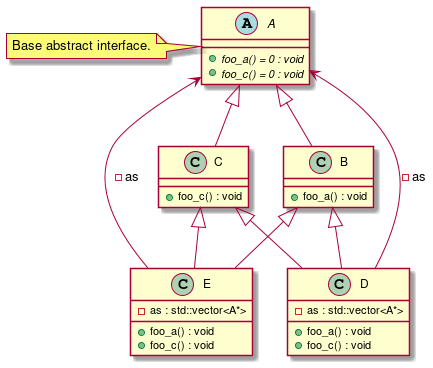 A A
Base abstract interface.
foo_a() = 0 : void
foo_c() = 0 : void
C C
foo_c() : void
C B
foo_a() : void
as
as
C E
as : std::vector<A*>
foo_a() : void
foo_c() : void
C D
as : std::vector<A*>
foo_a() : void
foo_c() : void